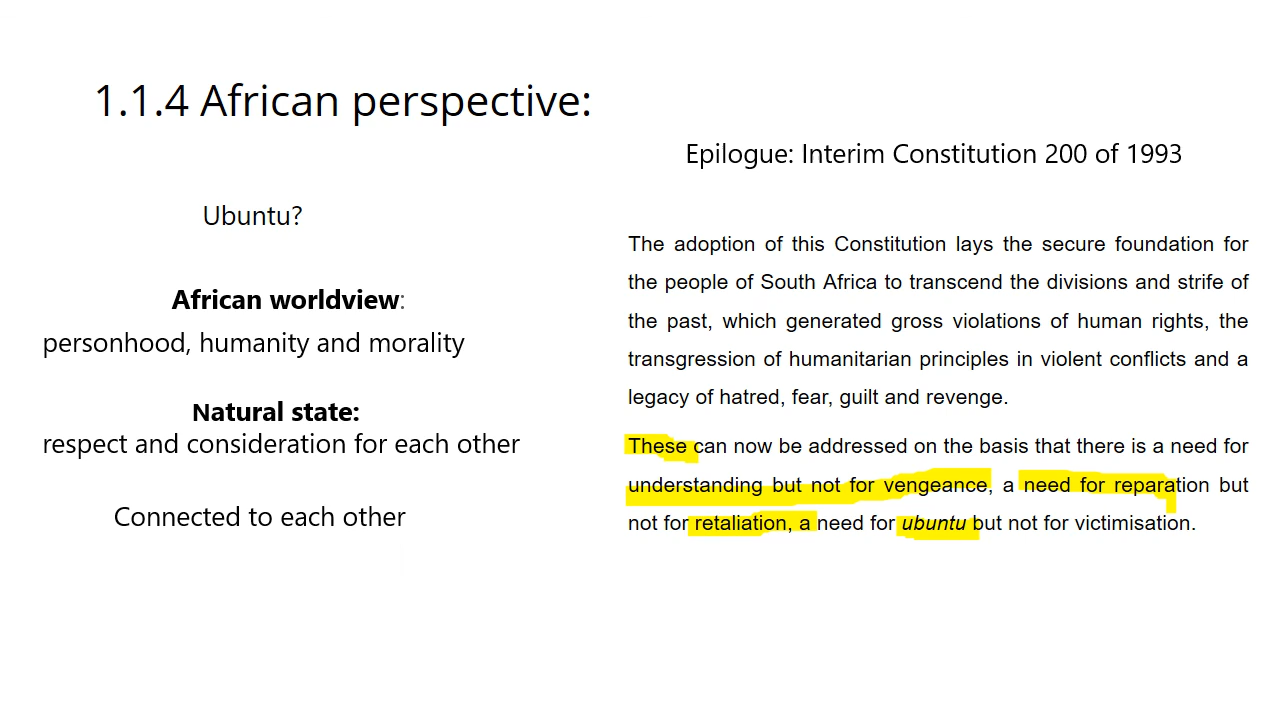 1.1.4 African perspective:
Ubuntu?
African worldview:
personhood, humanity and morality
Natural state:
respect and consideration for each other
Connected to each other
Epilogue: Interim Constitution 200 of 1993
The adoption of this Constitution lays the secure foundation for
the people of South Africa to transcend the divisions and strife of
the past, which generated gross violations of human rights, the
transgression of humanitarian principles in violent conflicts and a
legacy of hatred, fear, guilt and revenge.
These can now be addressed on the basis that there is a need for
understanding but not for vengeance, a need for reparation but
not for retaliation, a need for ubuntu but not for victimisation.